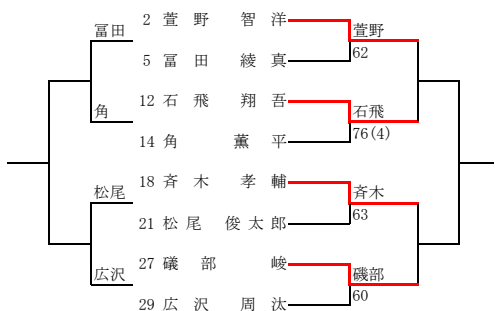 2 萱野 智洋
5 冨田 綾真
12 石飛 翔吾
14 角 薫平
18 斉木 孝輔
21 松尾 俊太郎
27 礒部 峻
29 広沢 周汰
冨田
角
松尾
広沢
萱野
62
石飛
76(4)
斉木
63
磯部
60